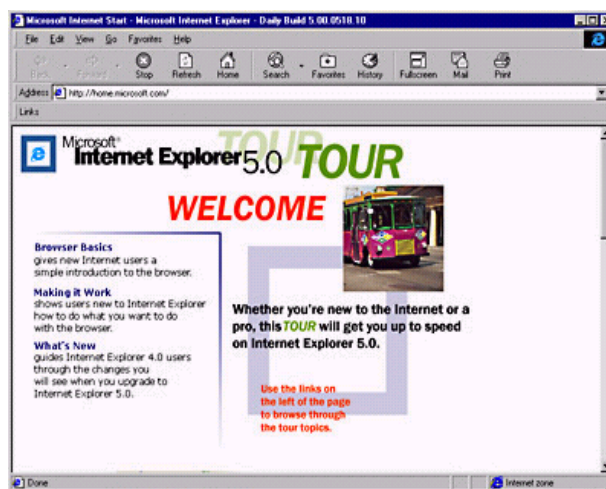 Microsoft Internet Start - Microsoft Internet Explorer - Daily Build 5.00.0518.10
File Edit View Go Favorites Help
Back Forward Stop Refresh Home Search Favorites History Fullscreen Mail Print
Address http://home.microsoft.com/
Links
TOUR
Microsoft®
Internet Explorer 5.0 TOUR
WELCOME
Browser Basics
gives new Internet users a
simple introduction to the browser.
Making it Work
shows users new to Internet Explorer
how to do what you want to do
with the browser.
What's New
guides Internet Explorer 4.0 users
through the changes you
will see when you upgrade to
Internet Explorer 5.0.
Whether you're new to the Internet or a
pro, this TOUR will get you up to speed
on Internet Explorer 5.0.
Use the links on
the left of the page
to browse through
the tour topics.
Done Internet zone